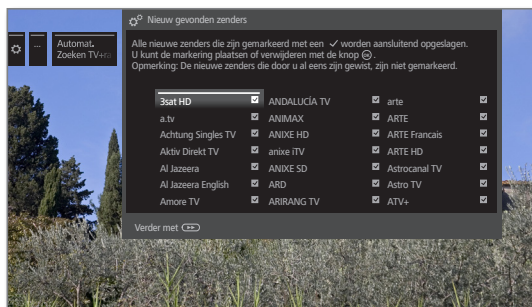 Nieuw gevonden zenders
...
Automat.
Zoeken TV+ra
Alle nieuwe zenders die zijn gemarkeerd met een ✓ worden aansluitend opgeslagen.
U kunt de markering plaatsen of verwijderen met de knop OK.
Opmerking: De nieuwe zenders die door u al eens zijn gewist, zijn niet gemarkeerd.
3sat HD ANDALUCÍA TV arte
a.tv ANIMAX ARTE
Achtung Singles TV ANIXE HD ARTE Francais
Aktiv Direkt TV anixe iTV ARTE HD
Al Jazeera ANIXE SD Astrocanal TV
Al Jazeera English ARD Astro TV
Amore TV ARIRANG TV ATV+
Verder met